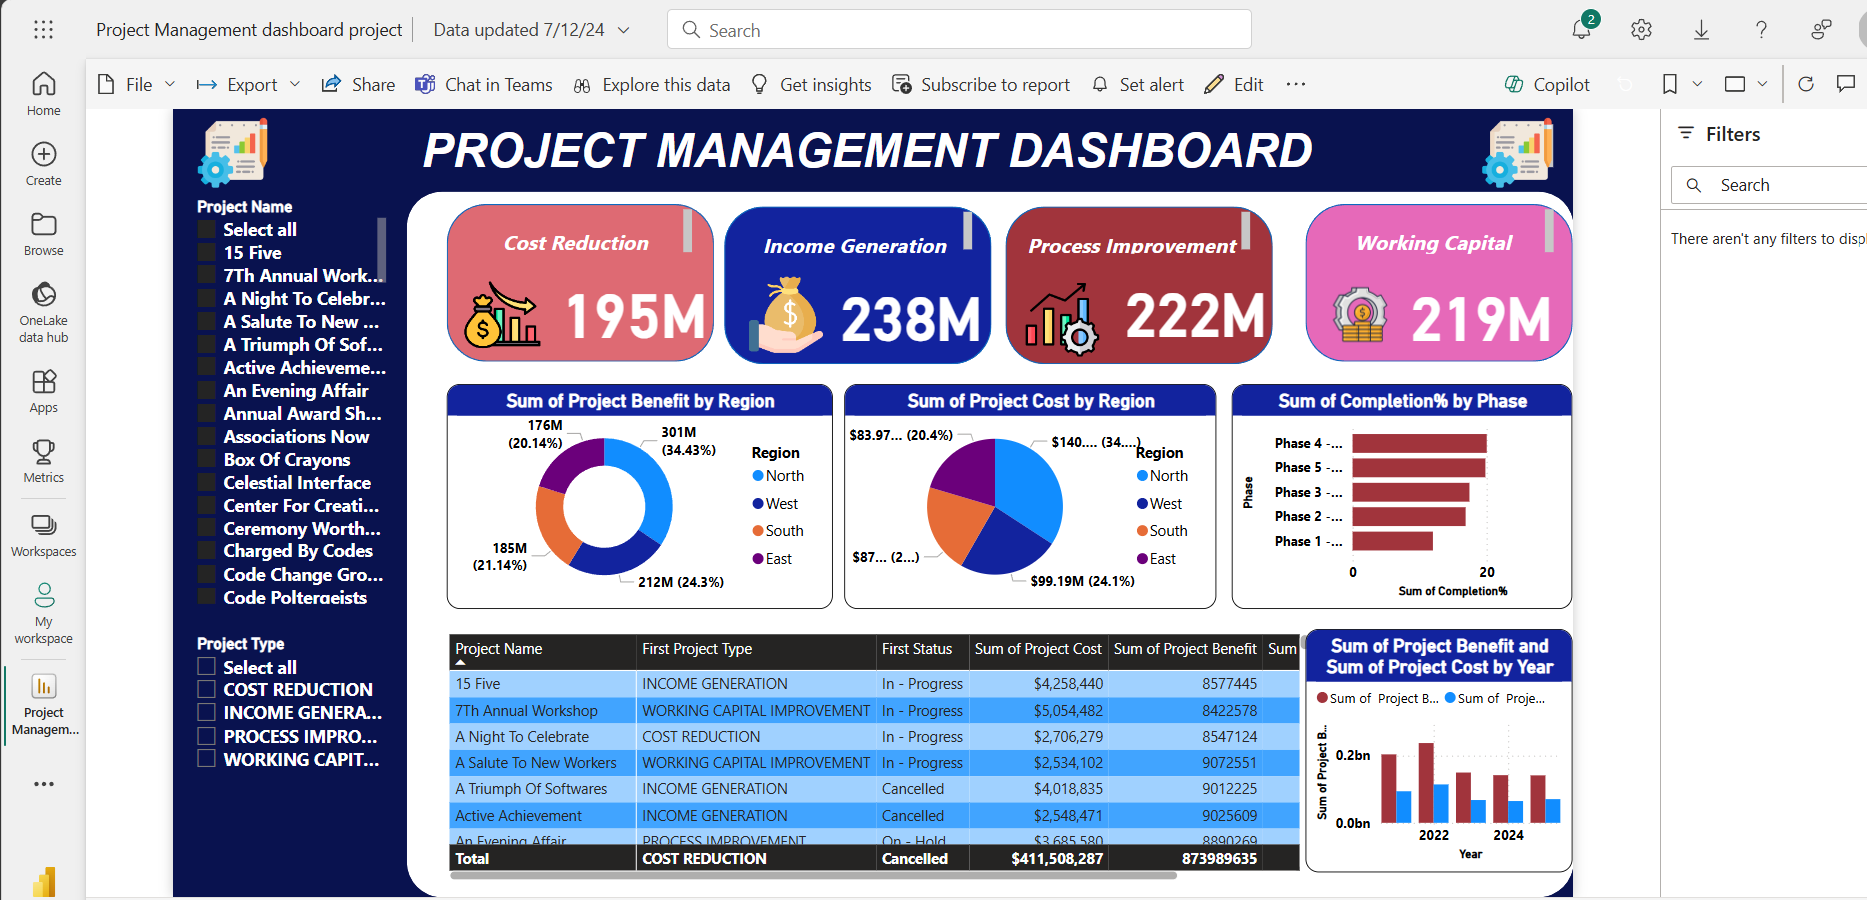 Project Management dashboard project
Data updated 7/12/24
Search
2
File
Export
Share
Chat in Teams
Explore this data
Get insights
Subscribe to report
Set alert
Edit
Copilot
Home
Create
Browse
OneLake
data hub
Apps
Metrics
Workspaces
My
workspace
Project
Managem...
PROJECT MANAGEMENT DASHBOARD
Project Name
Select all
15 Five
7Th Annual Work...
A Night To Celebr...
A Salute To New ...
A Triumph Of Sof...
Active Achieveme...
An Evening Affair
Annual Award Sh...
Associations Now
Box Of Crayons
Celestial Interface
Center For Creati...
Ceremony Worth...
Charged By Codes
Code Change Gro...
Code Poltergeists
Project Type
Select all
COST REDUCTION
INCOME GENERA...
PROCESS IMPRO...
WORKING CAPIT...
Cost Reduction
195M
Income Generation
238M
Process Improvement
222M
Working Capital
219M
Sum of Project Benefit by Region
176M
(20.14%)
301M
(34.43%)
185M
(21.14%)
212M (24.3%)
Region
North
West
South
East
Sum of Project Cost by Region
$83.97... (20.4%)
$140.... (34....)
$87... (2...)
$99.19M (24.1%)
Region
North
West
South
East
Sum of Completion% by Phase
Phase
Phase 4 -...
Phase 5 -...
Phase 3 -...
Phase 2 -...
Phase 1 -...
0 20
Sum of Completion%
Project Name First Project Type First Status Sum of Project Cost Sum of Project Benefit Sum
15 Five INCOME GENERATION In - Progress $4,258,440 8577445
7Th Annual Workshop WORKING CAPITAL IMPROVEMENT In - Progress $5,054,482 8422578
A Night To Celebrate COST REDUCTION In - Progress $2,706,279 8547124
A Salute To New Workers WORKING CAPITAL IMPROVEMENT In - Progress $2,534,102 9072551
A Triumph Of Softwares INCOME GENERATION Cancelled $4,018,835 9012225
Active Achievement INCOME GENERATION Cancelled $2,548,471 9025609
An Evening Affair PROCESS IMPROVEMENT On - Hold $3,685,580 8890269
Total COST REDUCTION Cancelled $411,508,287 873989635
Sum of Project Benefit and
Sum of Project Cost by Year
Sum of Project B... Sum of Proje...
Sum of Project B...
0.2bn
0.0bn
2022 2024
Year
Filters
Search
There aren't any filters to disp